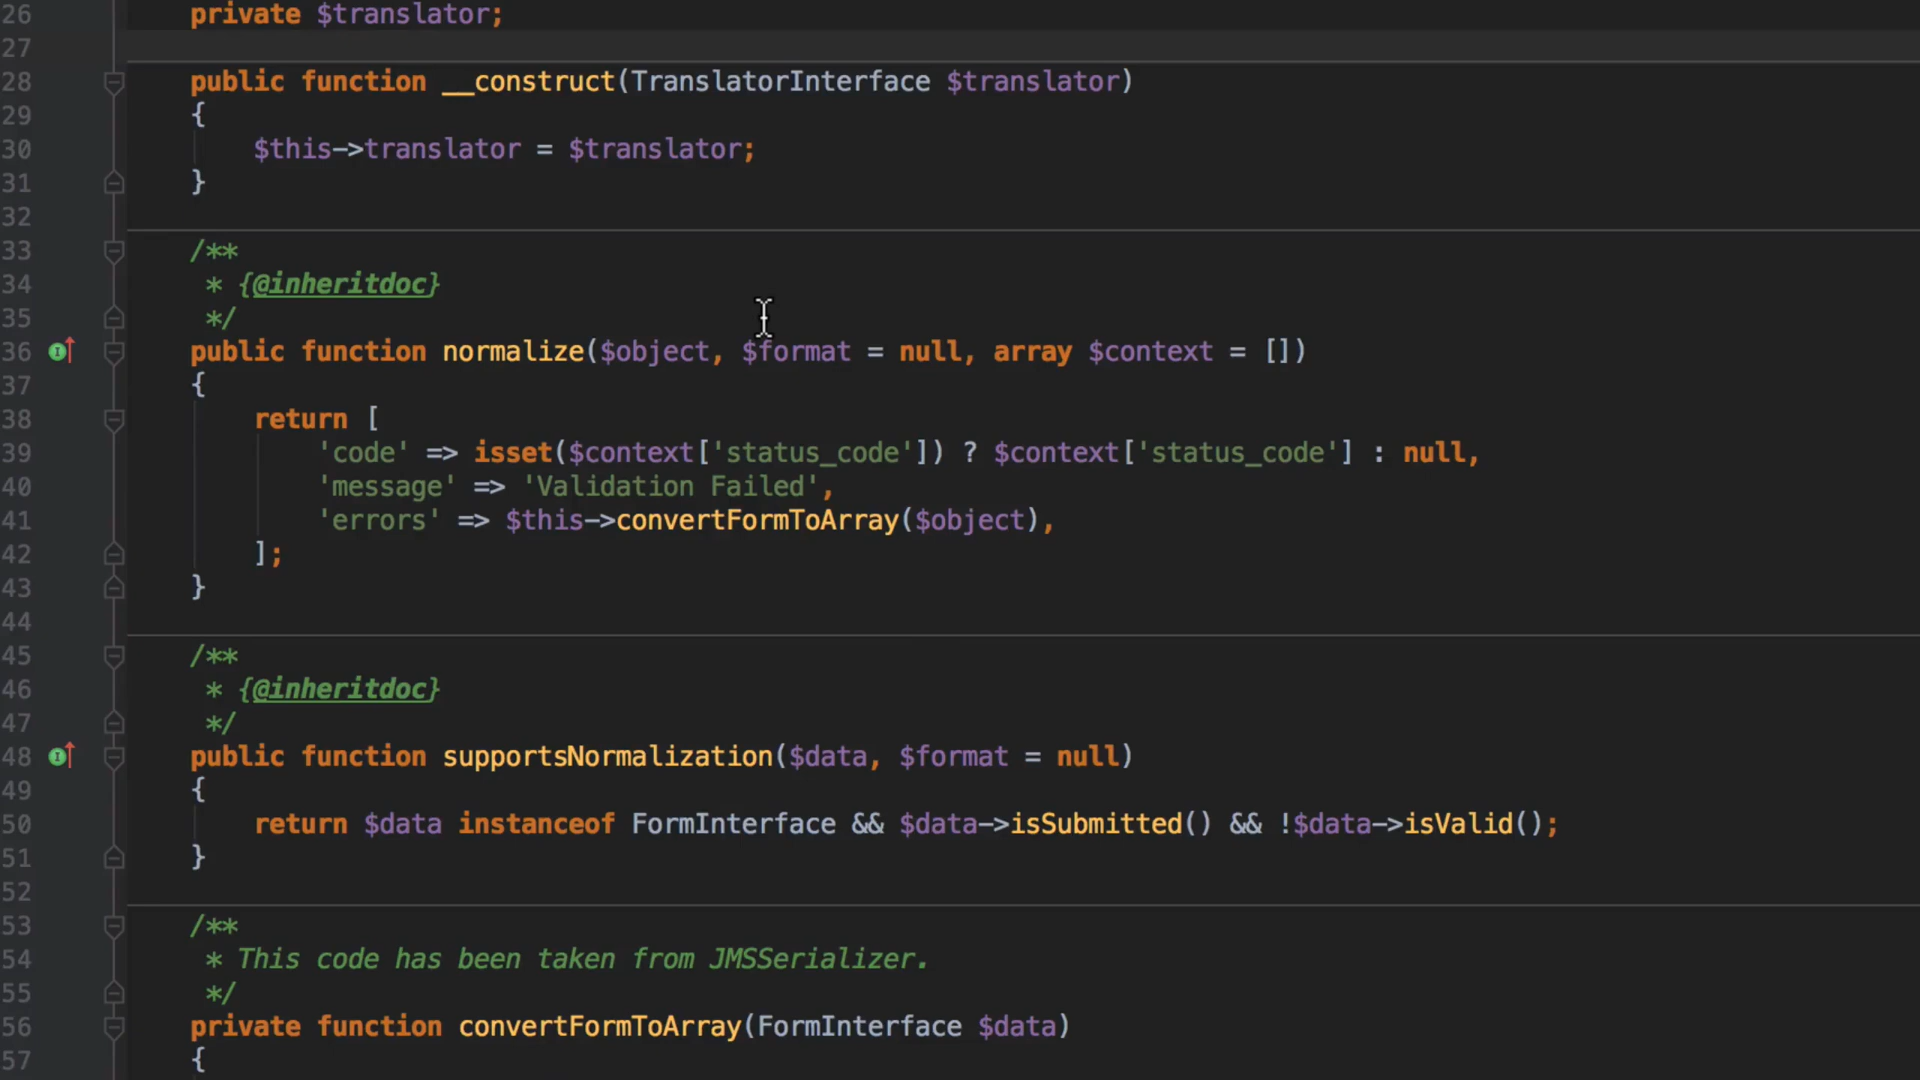 26 private $translator;
27
28 public function __construct(TranslatorInterface $translator)
29 {
30 $this->translator = $translator;
31 }
32
33 /**
34 * {@inheritdoc}
35 */
36 public function normalize($object, $format = null, array $context = [])
37 {
38 return [
39 'code' => isset($context['status_code']) ? $context['status_code'] : null,
40 'message' => 'Validation Failed',
41 'errors' => $this->convertFormToArray($object),
42 ];
43 }
44
45 /**
46 * {@inheritdoc}
47 */
48 public function supportsNormalization($data, $format = null)
49 {
50 return $data instanceof FormInterface && $data->isSubmitted() && !$data->isValid();
51 }
52
53 /**
54 * This code has been taken from JMSSerializer.
55 */
56 private function convertFormToArray(FormInterface $data)
57 {